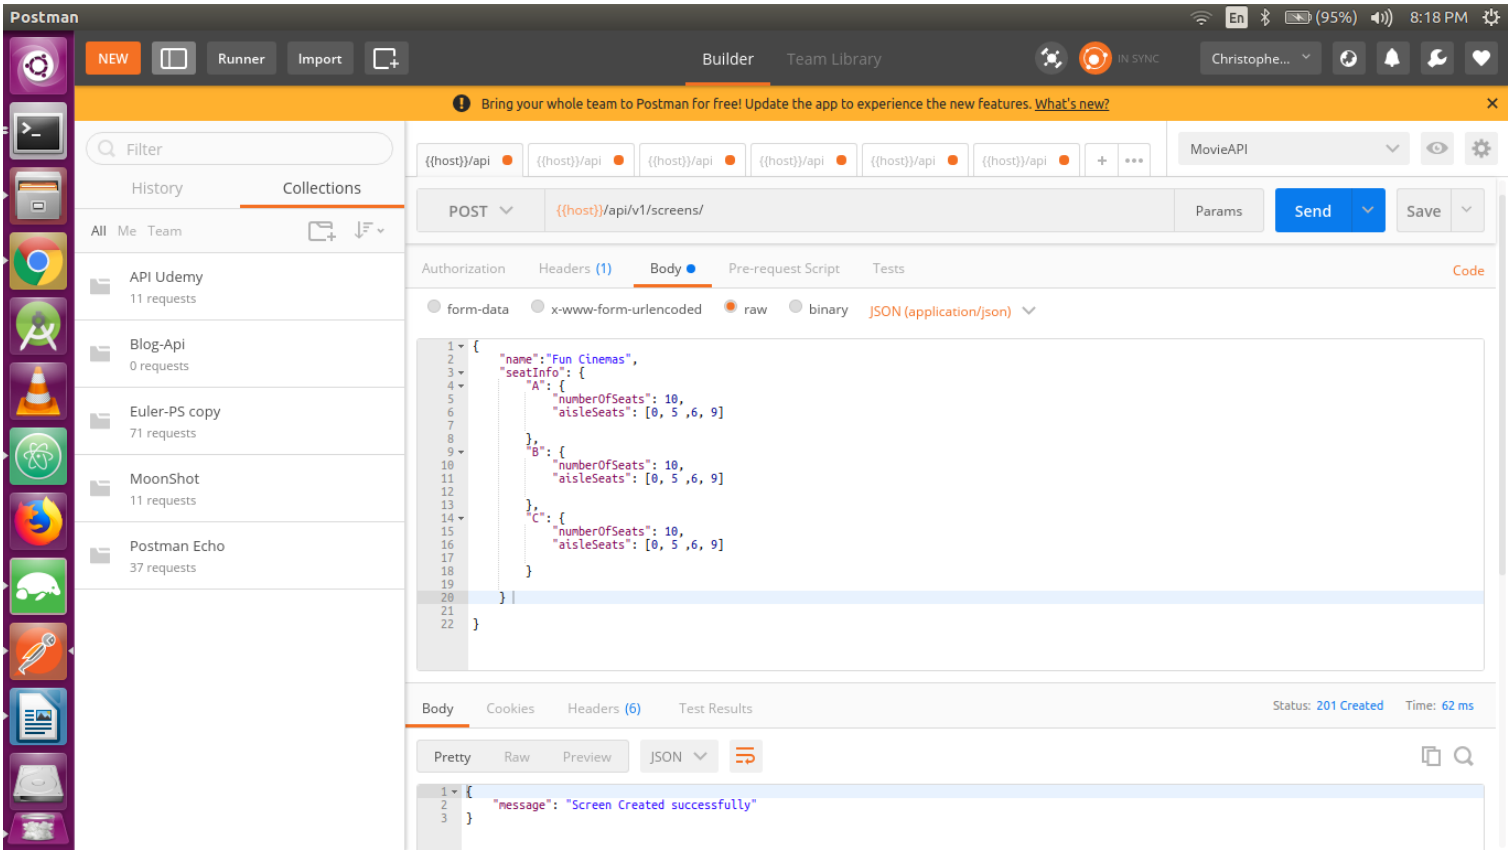 Postman
En (95%) 8:18 PM
NEW Runner Import Builder Team Library IN SYNC Christophe...
Bring your whole team to Postman for free! Update the app to experience the new features. What's new?
Filter
History Collections
All Me Team
API Udemy
11 requests
Blog-Api
0 requests
Euler-PS copy
71 requests
MoonShot
11 requests
Postman Echo
37 requests
{{host}}/api {{host}}/api {{host}}/api {{host}}/api {{host}}/api {{host}}/api + ••• MovieAPI
POST {{host}}/api/v1/screens/ Params Send Save
Authorization Headers (1) Body Pre-request Script Tests Code
form-data x-www-form-urlencoded raw binary JSON (application/json)
1 {
2 "name":"Fun Cinemas",
3 "seatInfo": {
4 "A": {
5 "numberOfSeats": 10,
6 "aisleSeats": [0, 5 ,6, 9]
7
8 },
9 "B": {
10 "numberOfSeats": 10,
11 "aisleSeats": [0, 5 ,6, 9]
12
13 },
14 "C": {
15 "numberOfSeats": 10,
16 "aisleSeats": [0, 5 ,6, 9]
17
18 }
19
20 }
21
22 }
Body Cookies Headers (6) Test Results Status: 201 Created Time: 62 ms
Pretty Raw Preview JSON
1 {
2 "message": "Screen Created successfully"
3 }